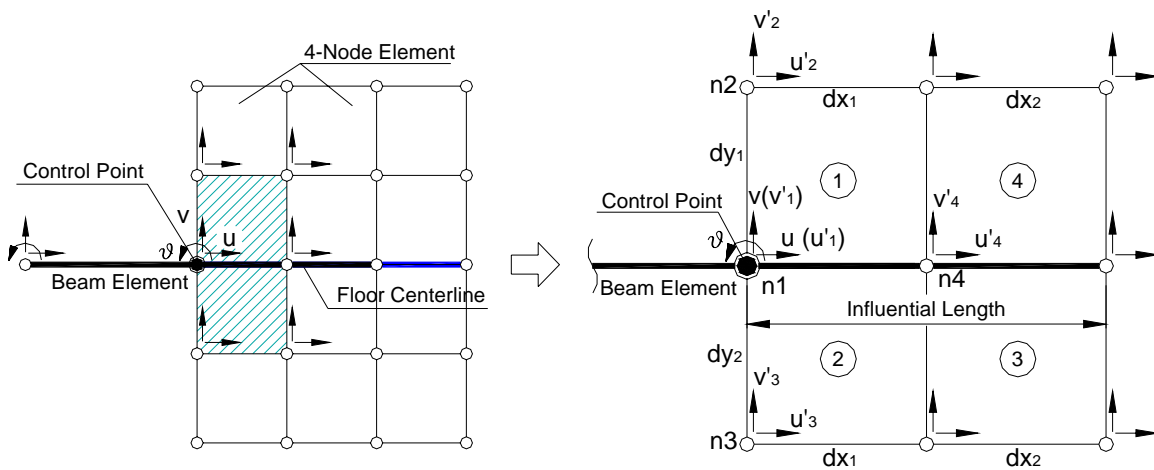 4-Node Element
Control Point
v
ϑ
u
Beam Element
Floor Centerline
v'2
u'2
n2
dx1
dx2
dy1
1
4
Control Point
v(v'1)
v'4
ϑ
u (u'1)
u'4
Beam Element
n1
n4
Influential Length
dy2
2
3
v'3
u'3
n3
dx1
dx2